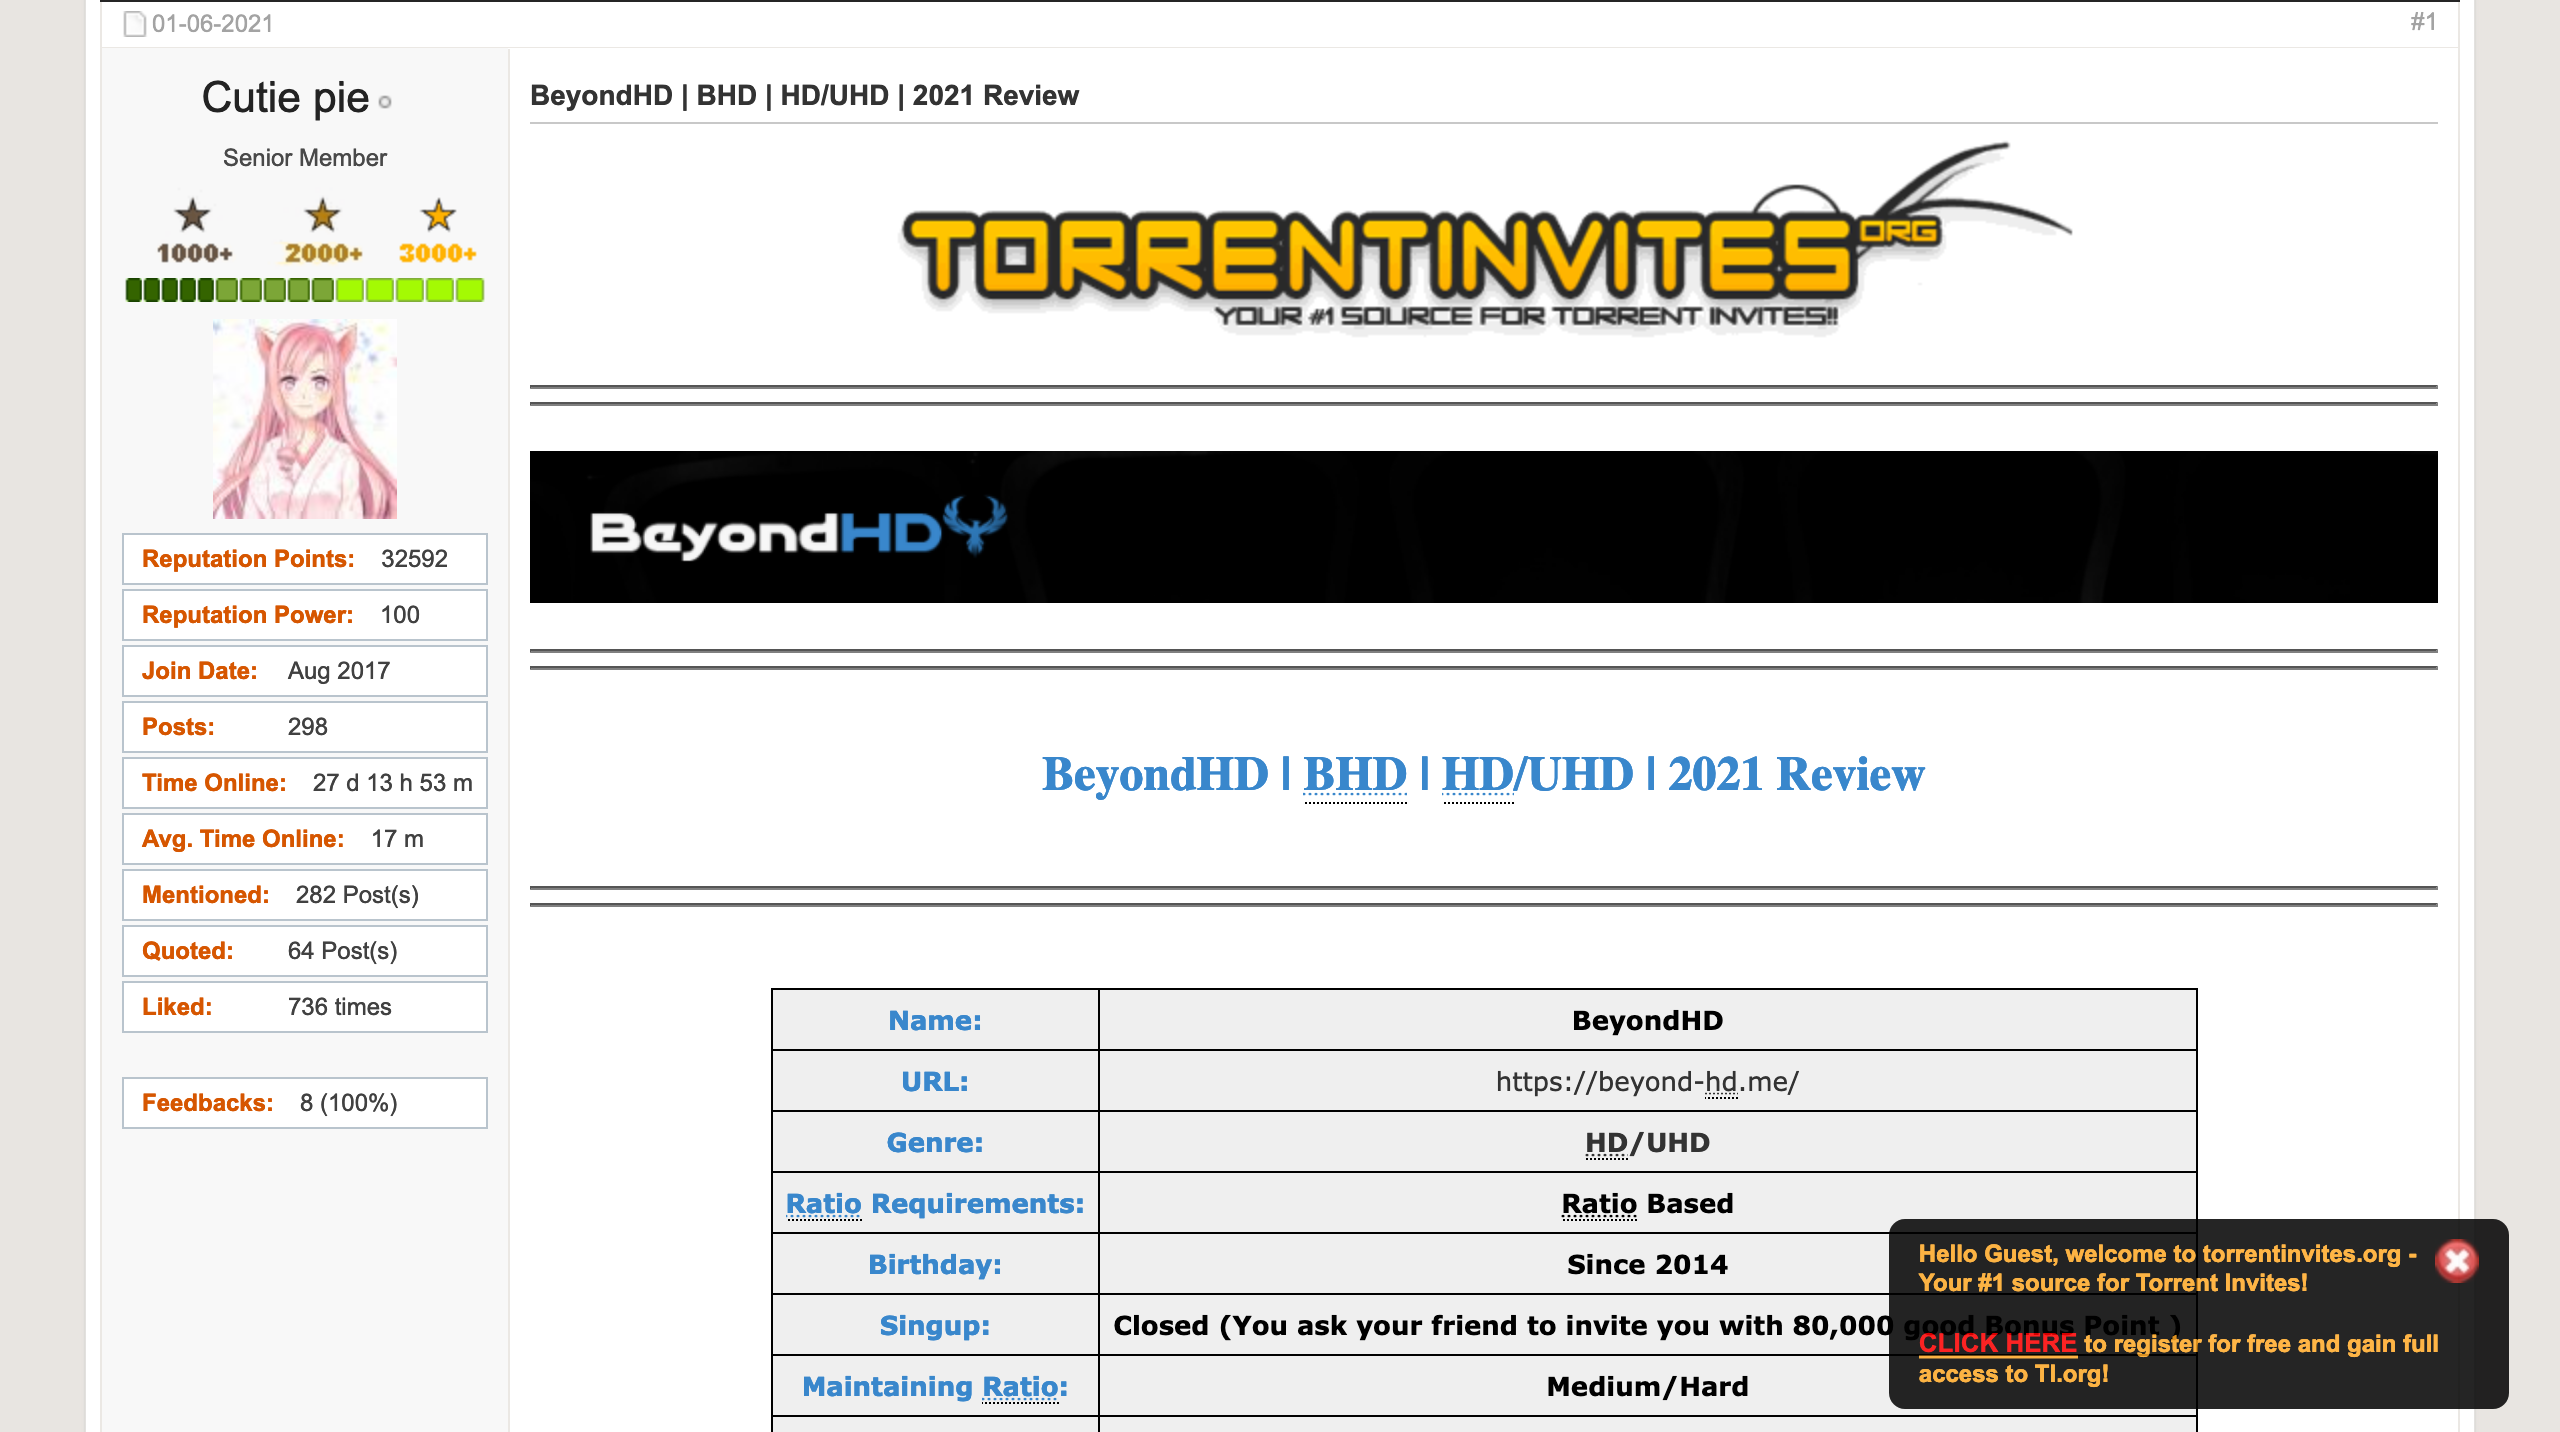 01-06-2021
#1
Cutie pie
Senior Member
1000+ 2000+ 3000+
Reputation Points: 32592
Reputation Power: 100
Join Date: Aug 2017
Posts: 298
Time Online: 27 d 13 h 53 m
Avg. Time Online: 17 m
Mentioned: 282 Post(s)
Quoted: 64 Post(s)
Liked: 736 times
Feedbacks: 8 (100%)
BeyondHD | BHD | HD/UHD | 2021 Review
TORRENTINVITES ORG
YOUR #1 SOURCE FOR TORRENT INVITES!!
BeyondHD
BeyondHD | BHD | HD/UHD | 2021 Review
Name: BeyondHD
URL: https://beyond-hd.me/
Genre: HD/UHD
Ratio Requirements: Ratio Based
Birthday: Since 2014
Singup: Closed (You ask your friend to invite you with 80,000 good Bonus Point )
Maintaining Ratio: Medium/Hard
Hello Guest, welcome to torrentinvites.org -
Your #1 source for Torrent Invites!
CLICK HERE to register for free and gain full
access to TI.org!